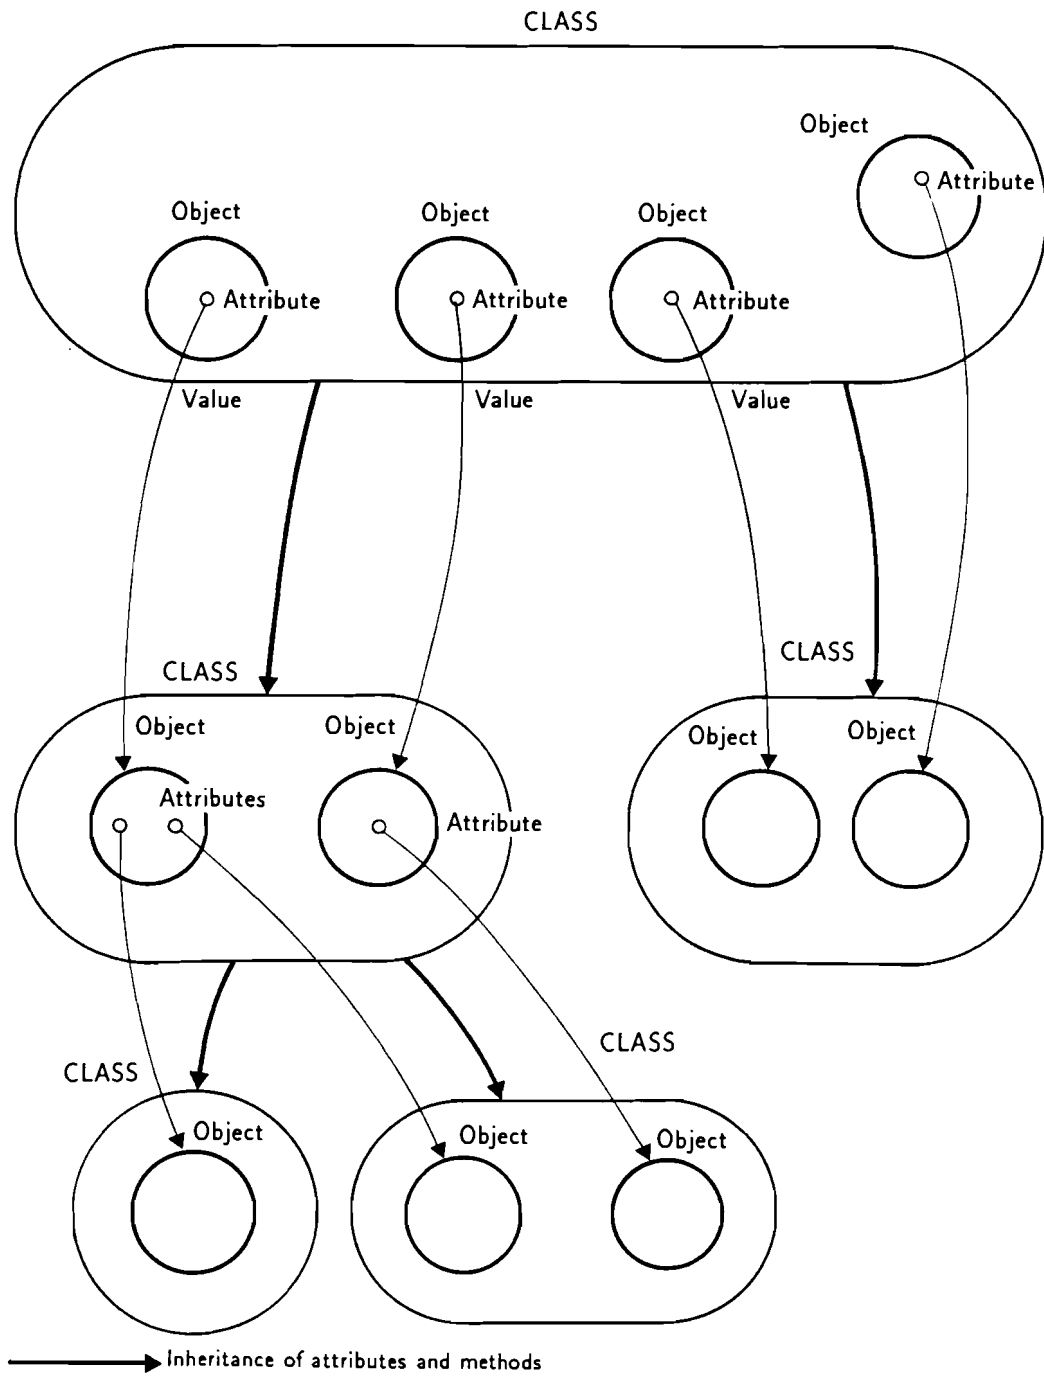 CLASS
Object
Attribute
Object
Object
Object
Attribute
Attribute
Attribute
Value
Value
Value
CLASS
CLASS
Object
Object
Object
Object
Attributes
Attribute
CLASS
CLASS
Object
Object
Object
Inheritance of attributes and methods